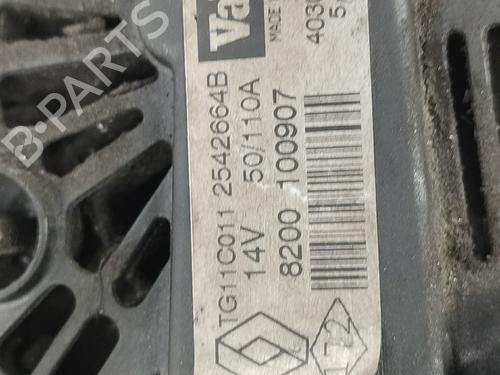 Va
MADE
403
5/
TG11C011 2542664B
14V 50/110A
8200 100907
172
B-PARTS